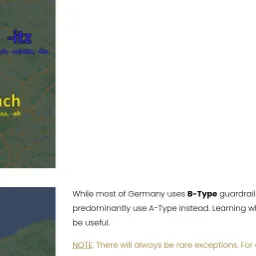 -itz
ach
While most of Germany uses B-Type guardrail
predominantly use A-Type instead. Learning w
be useful.
NOTE: There will always be rare exceptions. For